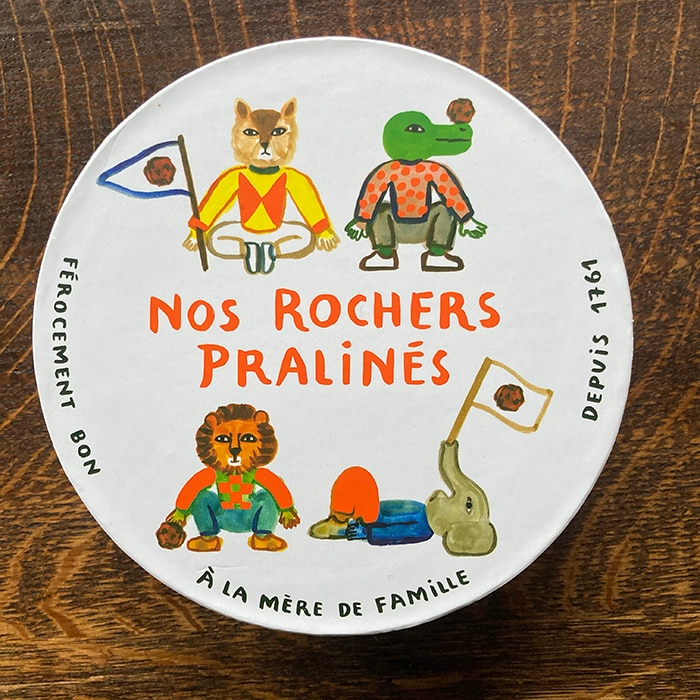 NOS ROCHERS
PRALINÉS
FÉROCEMENT BON
À LA MÈRE DE FAMILLE
DEPUIS 1761